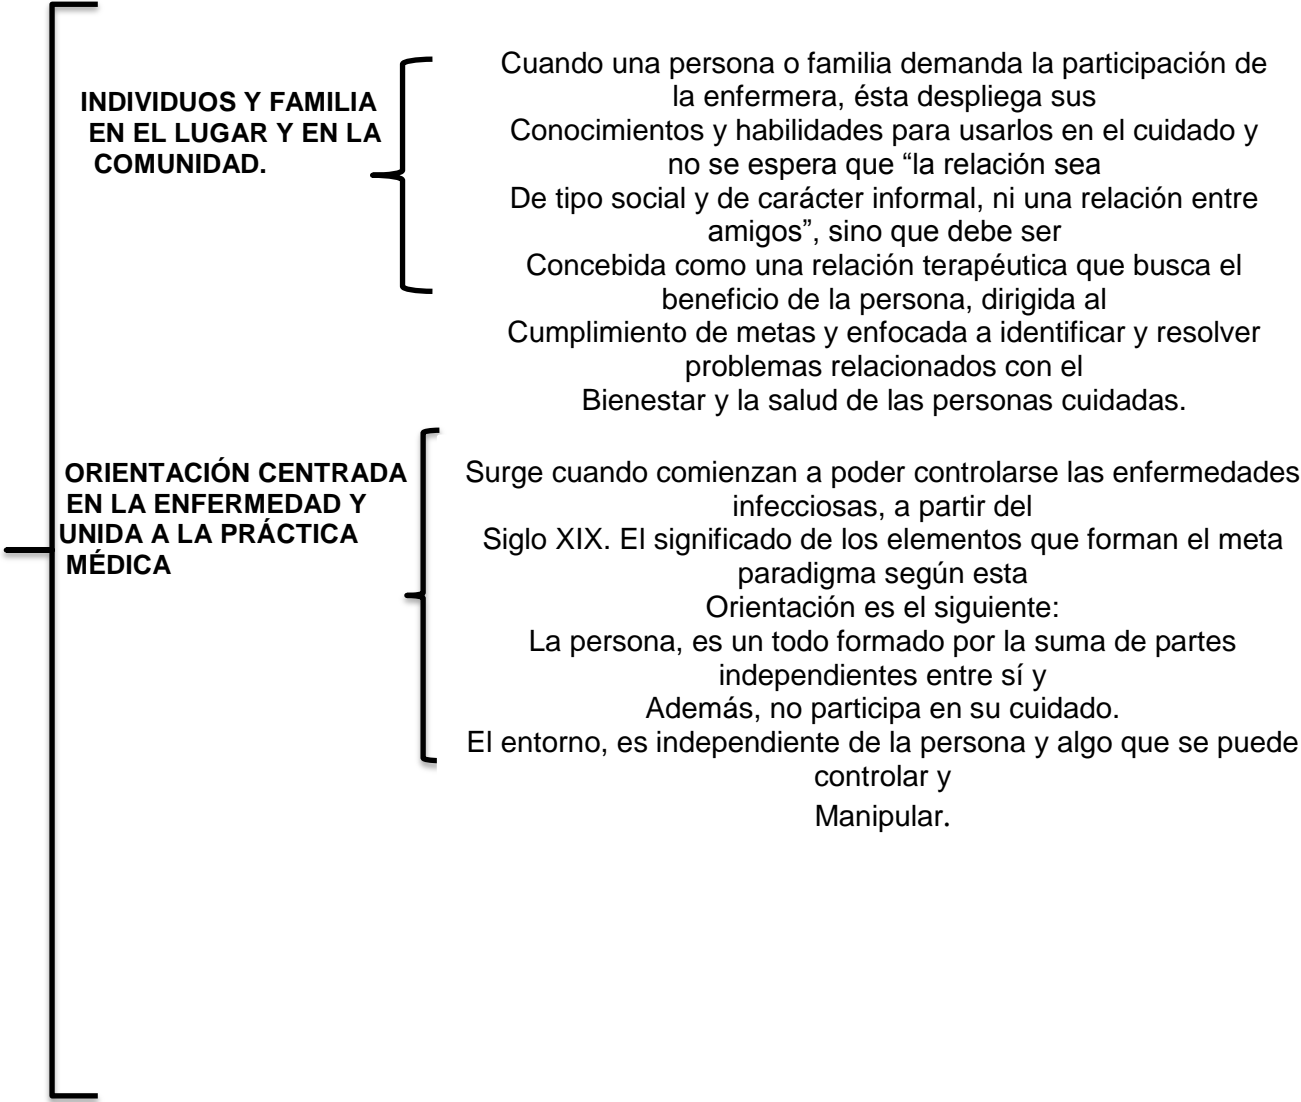 INDIVIDUOS Y FAMILIA
EN EL LUGAR Y EN LA
COMUNIDAD.
Cuando una persona o familia demanda la participación de
la enfermera, ésta despliega sus
Conocimientos y habilidades para usarlos en el cuidado y
no se espera que “la relación sea
De tipo social y de carácter informal, ni una relación entre
amigos”, sino que debe ser
Concebida como una relación terapéutica que busca el
beneficio de la persona, dirigida al
Cumplimiento de metas y enfocada a identificar y resolver
problemas relacionados con el
Bienestar y la salud de las personas cuidadas.
ORIENTACIÓN CENTRADA
EN LA ENFERMEDAD Y
UNIDA A LA PRÁCTICA
MÉDICA
Surge cuando comienzan a poder controlarse las enfermedades
infecciosas, a partir del
Siglo XIX. El significado de los elementos que forman el meta
paradigma según esta
Orientación es el siguiente:
La persona, es un todo formado por la suma de partes
independientes entre sí y
Además, no participa en su cuidado.
El entorno, es independiente de la persona y algo que se puede
controlar y
Manipular.